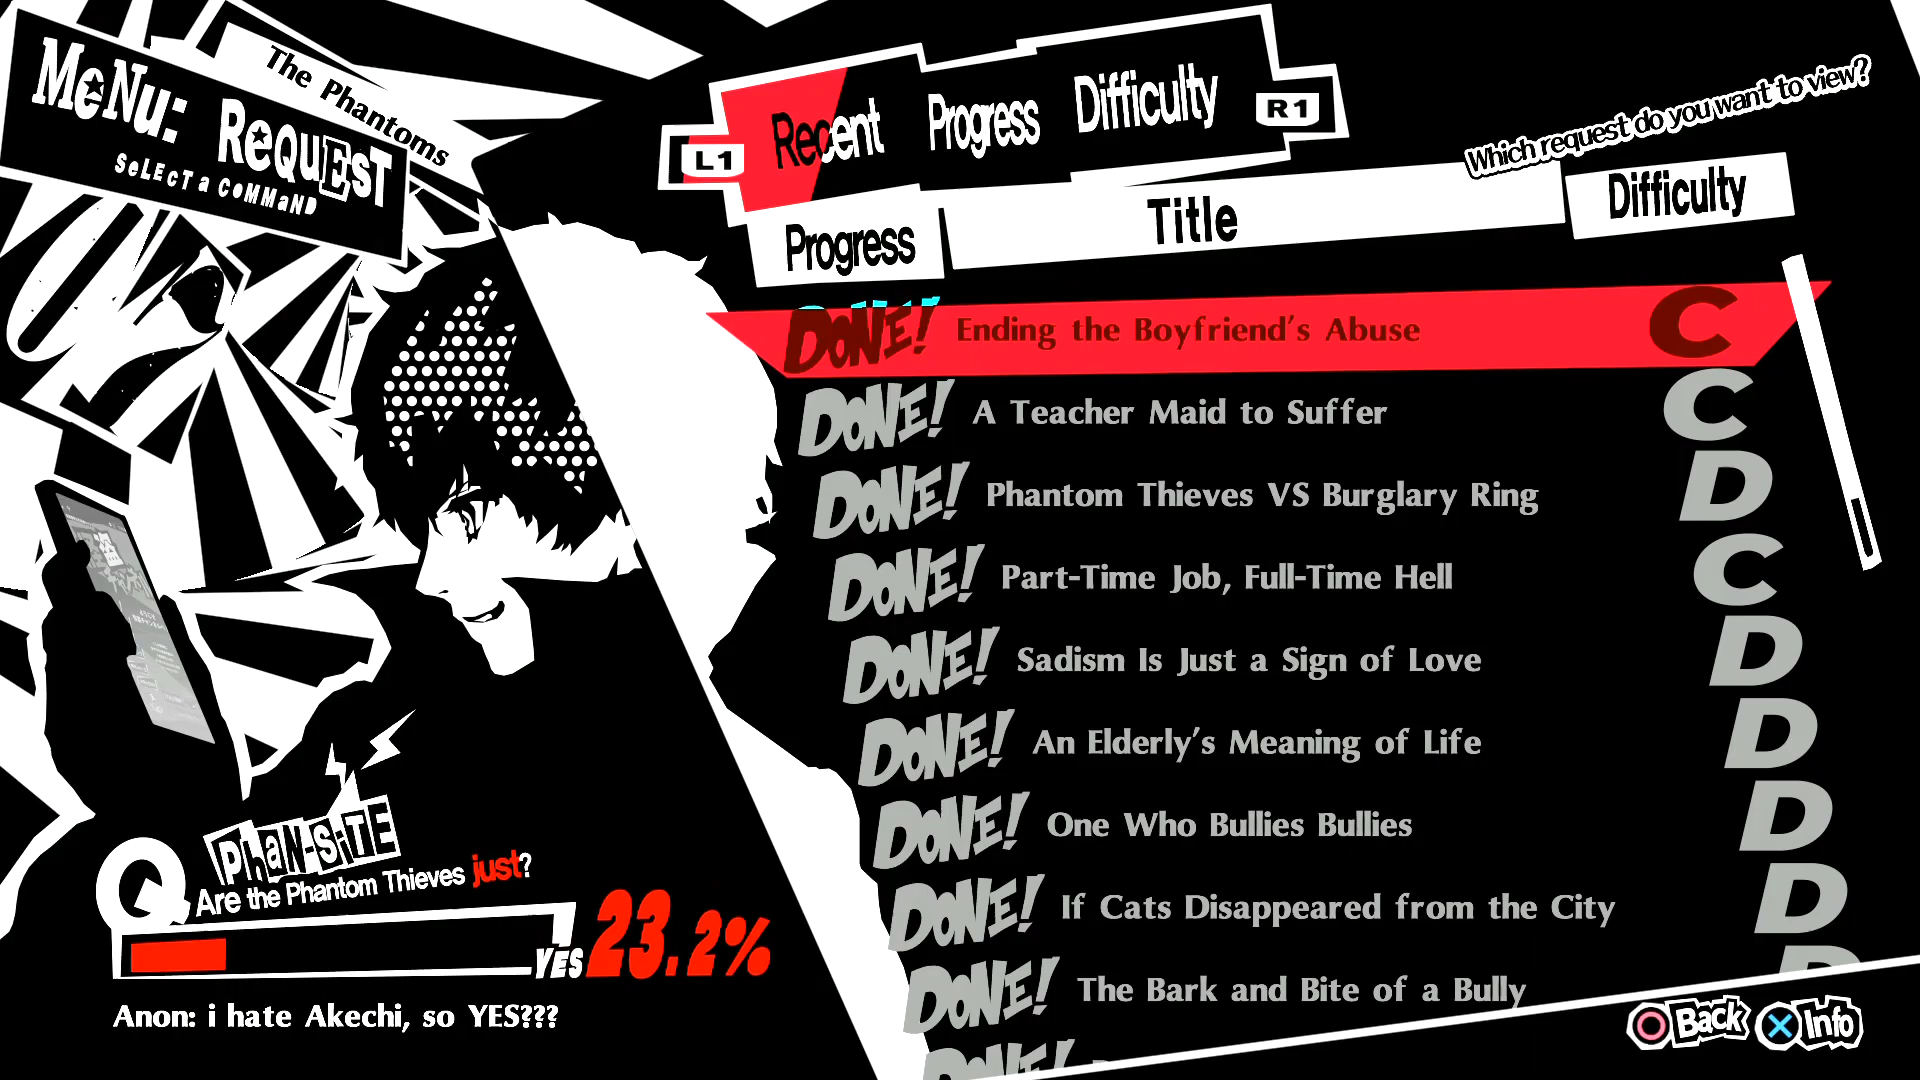 The Phantoms
MeNu: ReQuEsT
SeLEcT a CoMMaND
L1
Recent
Progress
Difficulty
R1
Which request do you want to view?
Progress
Title
Difficulty
DoNE! Ending the Boyfriend's Abuse C
DoNE! A Teacher Maid to Suffer C
DoNE! Phantom Thieves VS Burglary Ring D
DoNE! Part-Time Job, Full-Time Hell C
DoNE! Sadism Is Just a Sign of Love D
DoNE! An Elderly's Meaning of Life D
DoNE! One Who Bullies Bullies D
DoNE! If Cats Disappeared from the City D
DoNE! The Bark and Bite of a Bully
PhaN-SiTE
Q Are the Phantom Thieves just?
YES 23.2%
Anon: i hate Akechi, so YES???
Back
Info